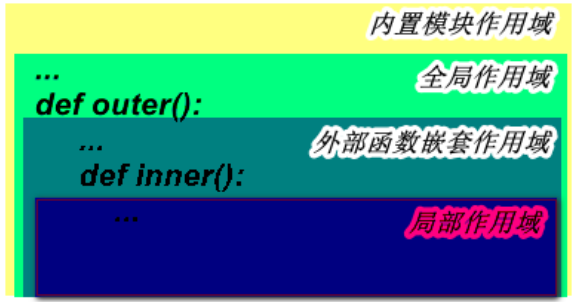 内置模块作用域
... 全局作用域
def outer():
... 外部函数嵌套作用域
def inner():
... 局部作用域